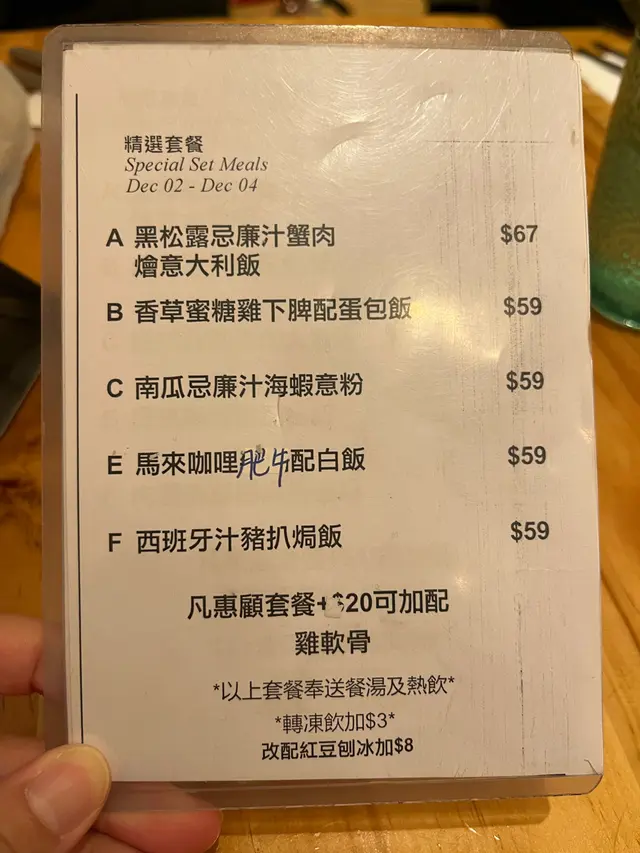 精選套餐
Special Set Meals
Dec 02 - Dec 04
A 黑松露忌廉汁蟹肉 $67
燴意大利飯
B 香草蜜糖雞下脾配蛋包飯 $59
C 南瓜忌廉汁海蝦意粉 $59
E 馬來咖哩肥牛配白飯 $59
F 西班牙汁豬扒焗飯 $59
凡惠顧套餐+$20可加配
雞軟骨
*以上套餐奉送餐湯及熱飲*
*轉凍飲加$3*
改配紅豆刨冰加$8